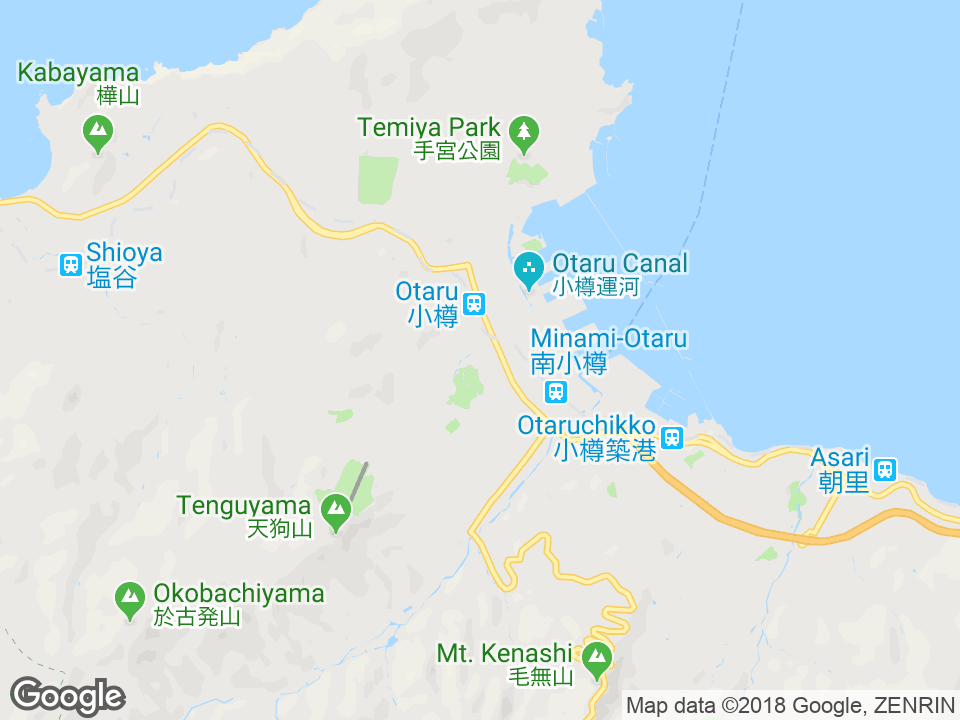 Kabayama
樺山
Temiya Park
手宮公園
Shioya
塩谷
Otaru Canal
小樽運河
Otaru
小樽
Minami-Otaru
南小樽
Otaruchikko
小樽築港
Asari
朝里
Tenguyama
天狗山
Okobachiyama
於古発山
Mt. Kenashi
毛無山
Google
Map data ©2018 Google, ZENRIN